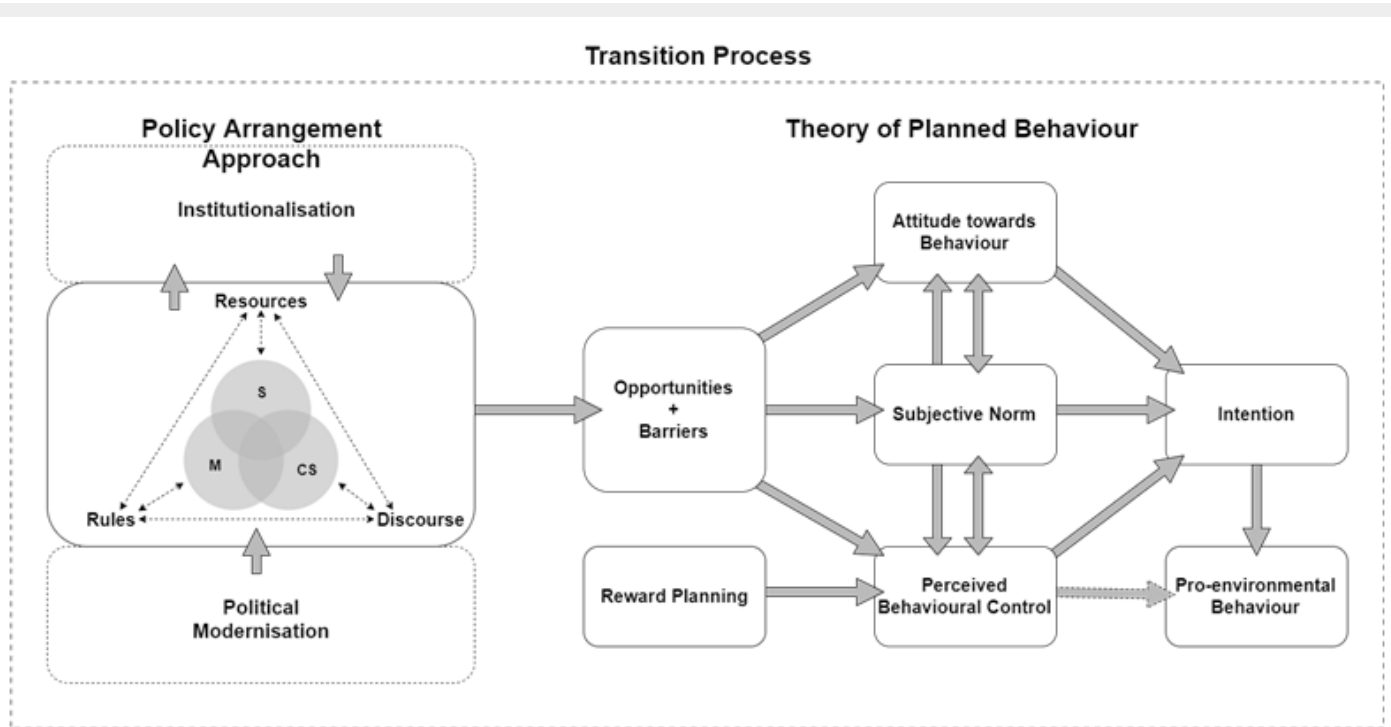 Transition Process
Policy Arrangement
Approach
Institutionalisation
Resources
S
M
CS
Rules
Discourse
Political
Modernisation
Theory of Planned Behaviour
Opportunities
+
Barriers
Reward Planning
Attitude towards
Behaviour
Subjective Norm
Perceived
Behavioural Control
Intention
Pro-environmental
Behaviour